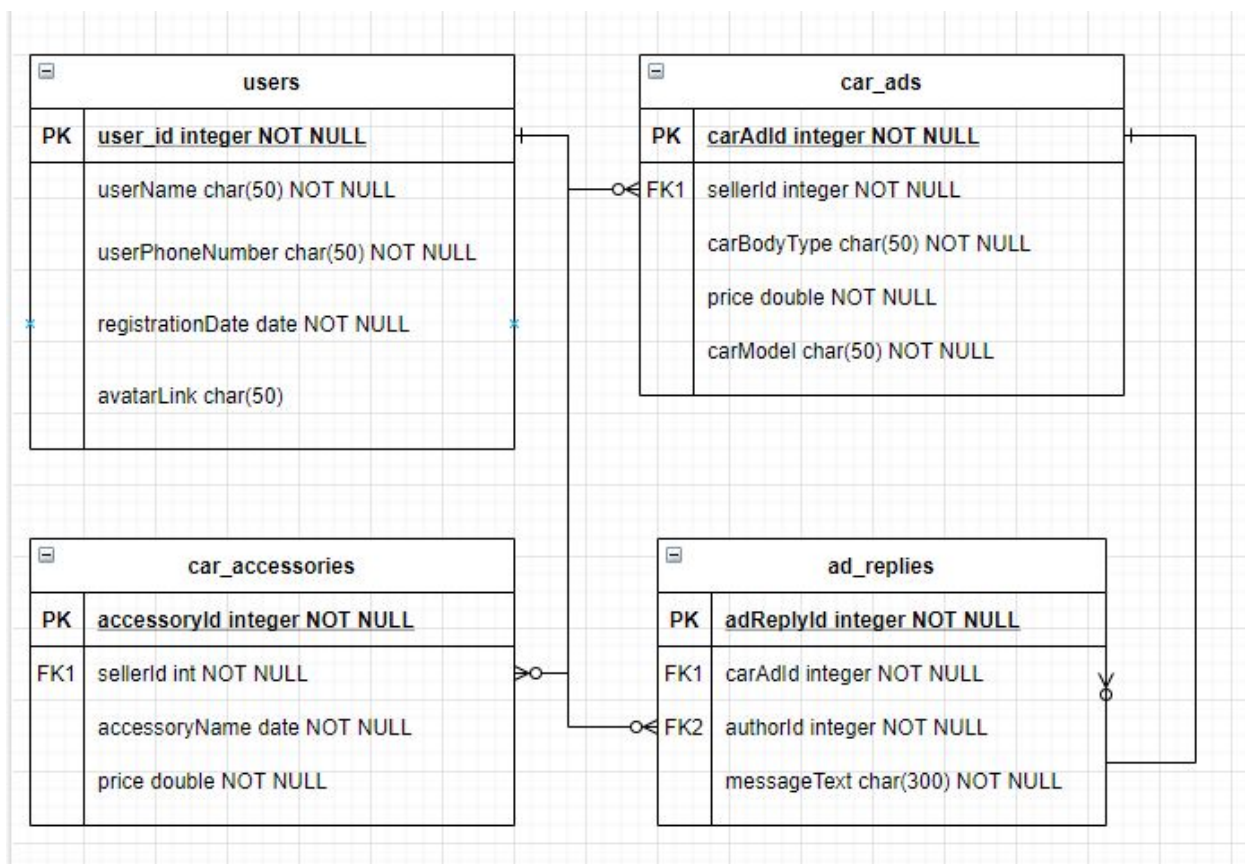 users
PK user_id integer NOT NULL
userName char(50) NOT NULL
userPhoneNumber char(50) NOT NULL
registrationDate date NOT NULL
avatarLink char(50)
car_ads
PK carAdId integer NOT NULL
FK1 sellerId integer NOT NULL
carBodyType char(50) NOT NULL
price double NOT NULL
carModel char(50) NOT NULL
car_accessories
PK accessoryId integer NOT NULL
FK1 sellerId int NOT NULL
accessoryName date NOT NULL
price double NOT NULL
ad_replies
PK adReplyId integer NOT NULL
FK1 carAdId integer NOT NULL
FK2 authorId integer NOT NULL
messageText char(300) NOT NULL